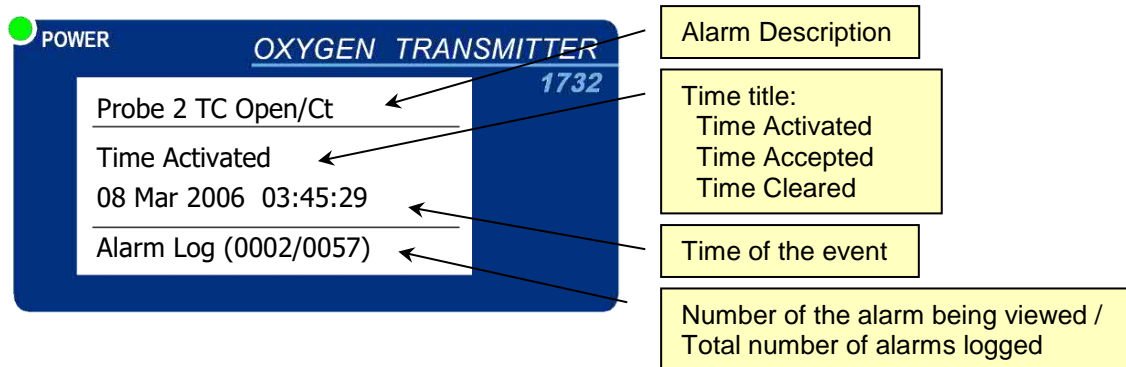 POWER
OXYGEN TRANSMITTER
1732
Probe 2 TC Open/Ct
Time Activated
08 Mar 2006 03:45:29
Alarm Log (0002/0057)
Alarm Description
Time title:
Time Activated
Time Accepted
Time Cleared
Time of the event
Number of the alarm being viewed /
Total number of alarms logged